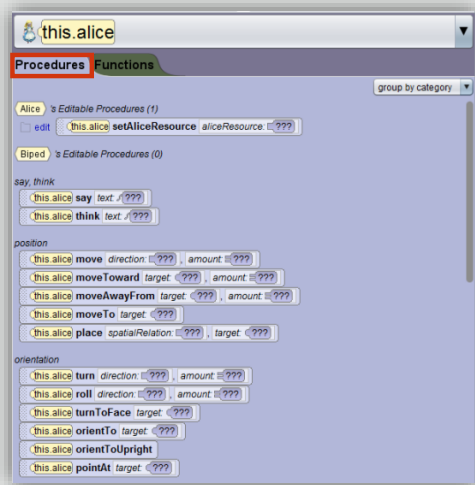 this.alice
Procedures Functions
group by category
Alice 's Editable Procedures (1)
edit this.alice setAliceResource aliceResource: ???
Biped 's Editable Procedures (0)
say, think
this.alice say text: ???
this.alice think text: ???
position
this.alice move direction: ??? , amount: ???
this.alice moveToward target: ??? , amount: ???
this.alice moveAwayFrom target: ??? , amount: ???
this.alice moveTo target: ???
this.alice place spatialRelation: ??? , target: ???
orientation
this.alice turn direction: ??? , amount: ???
this.alice roll direction: ??? , amount: ???
this.alice turnToFace target: ???
this.alice orientTo target: ???
this.alice orientToUpright
this.alice pointAt target: ???